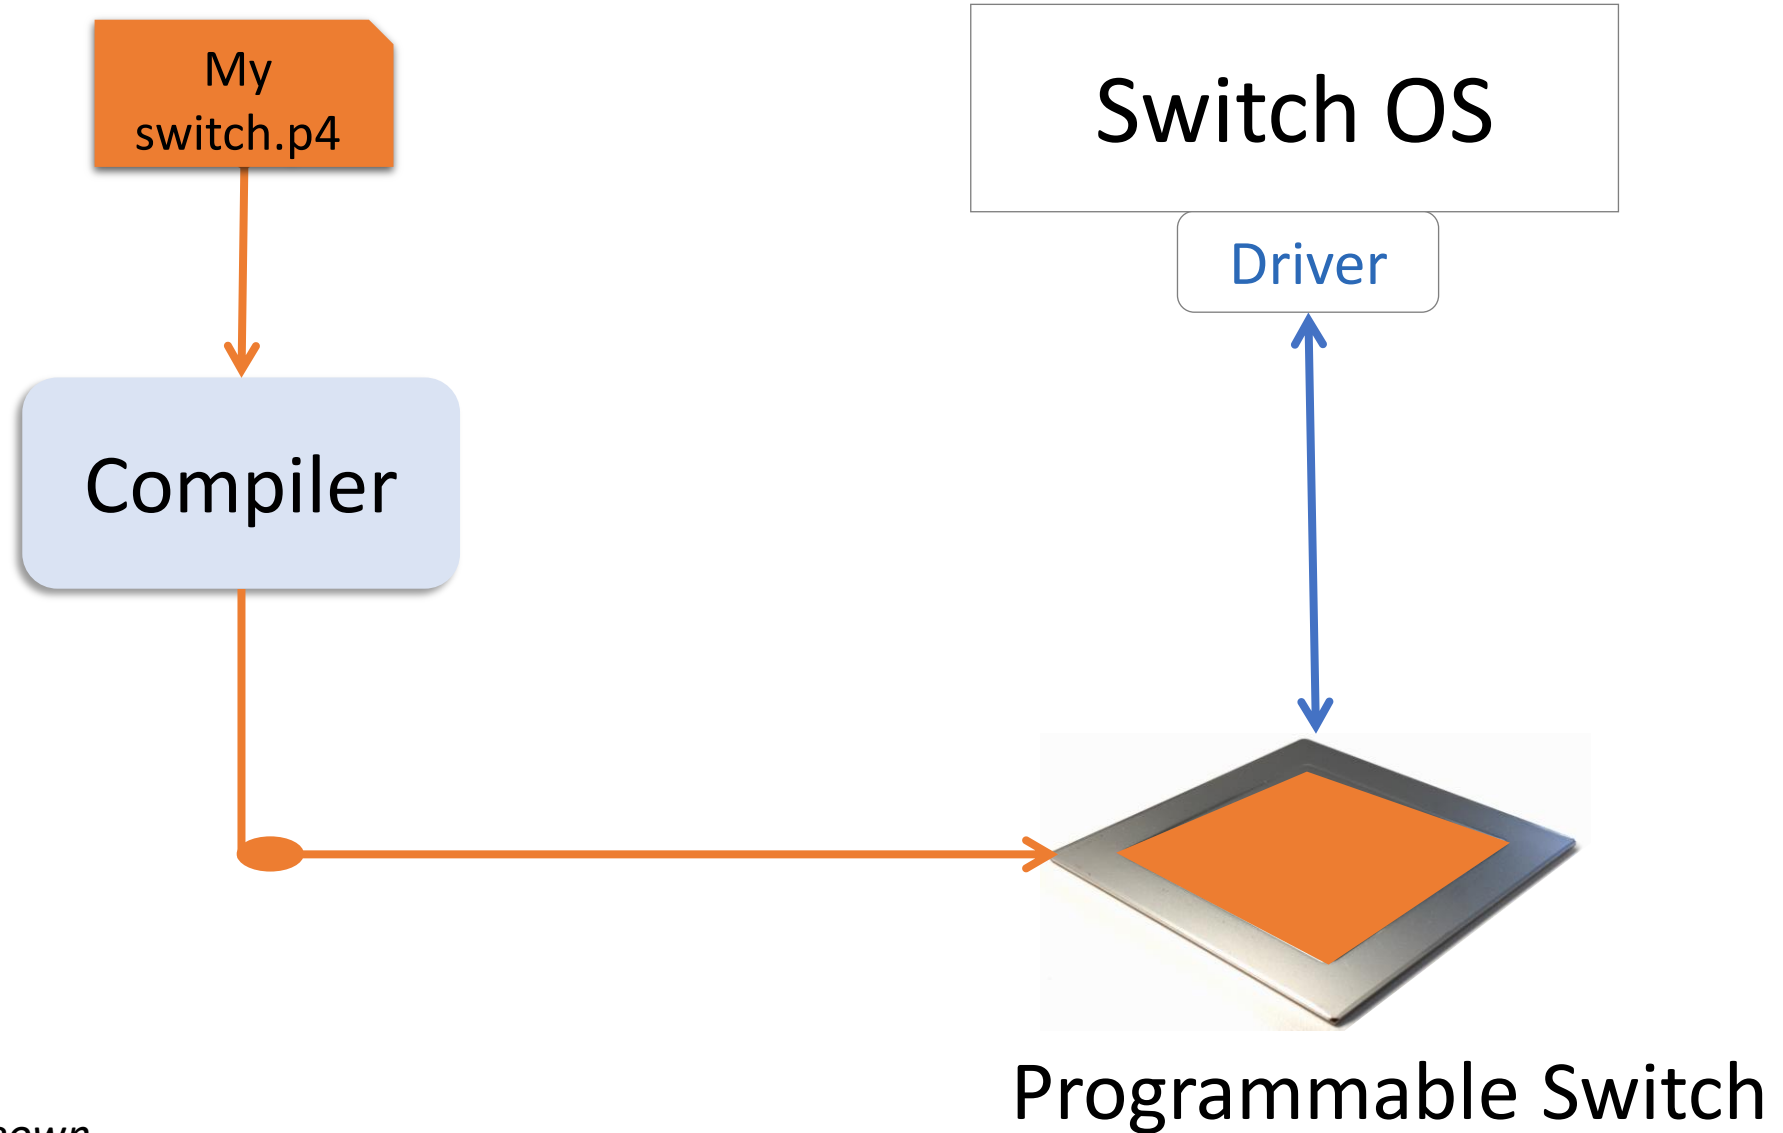 My
switch.p4
Switch OS
Driver
Compiler
Programmable Switch